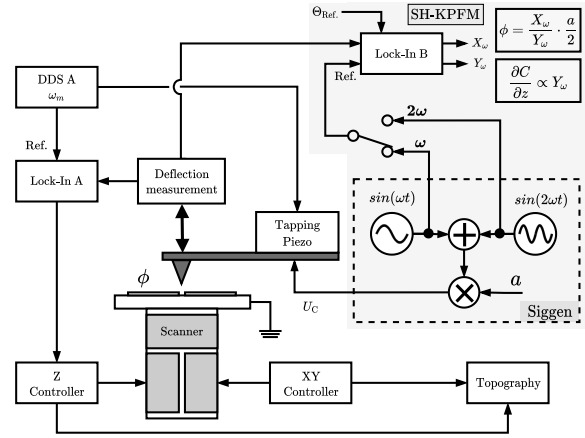 Θ_Ref.
SH-KPFM
ϕ = X_ω / Y_ω · a / 2
Lock-In B
X_ω
Y_ω
Ref.
∂C / ∂z ∝ Y_ω
DDS A
ω_m
2ω
ω
Ref.
Lock-In A
Deflection
measurement
sin(ωt)
sin(2ωt)
Tapping
Piezo
ϕ
U_C
a
Siggen
Scanner
Z
Controller
XY
Controller
Topography